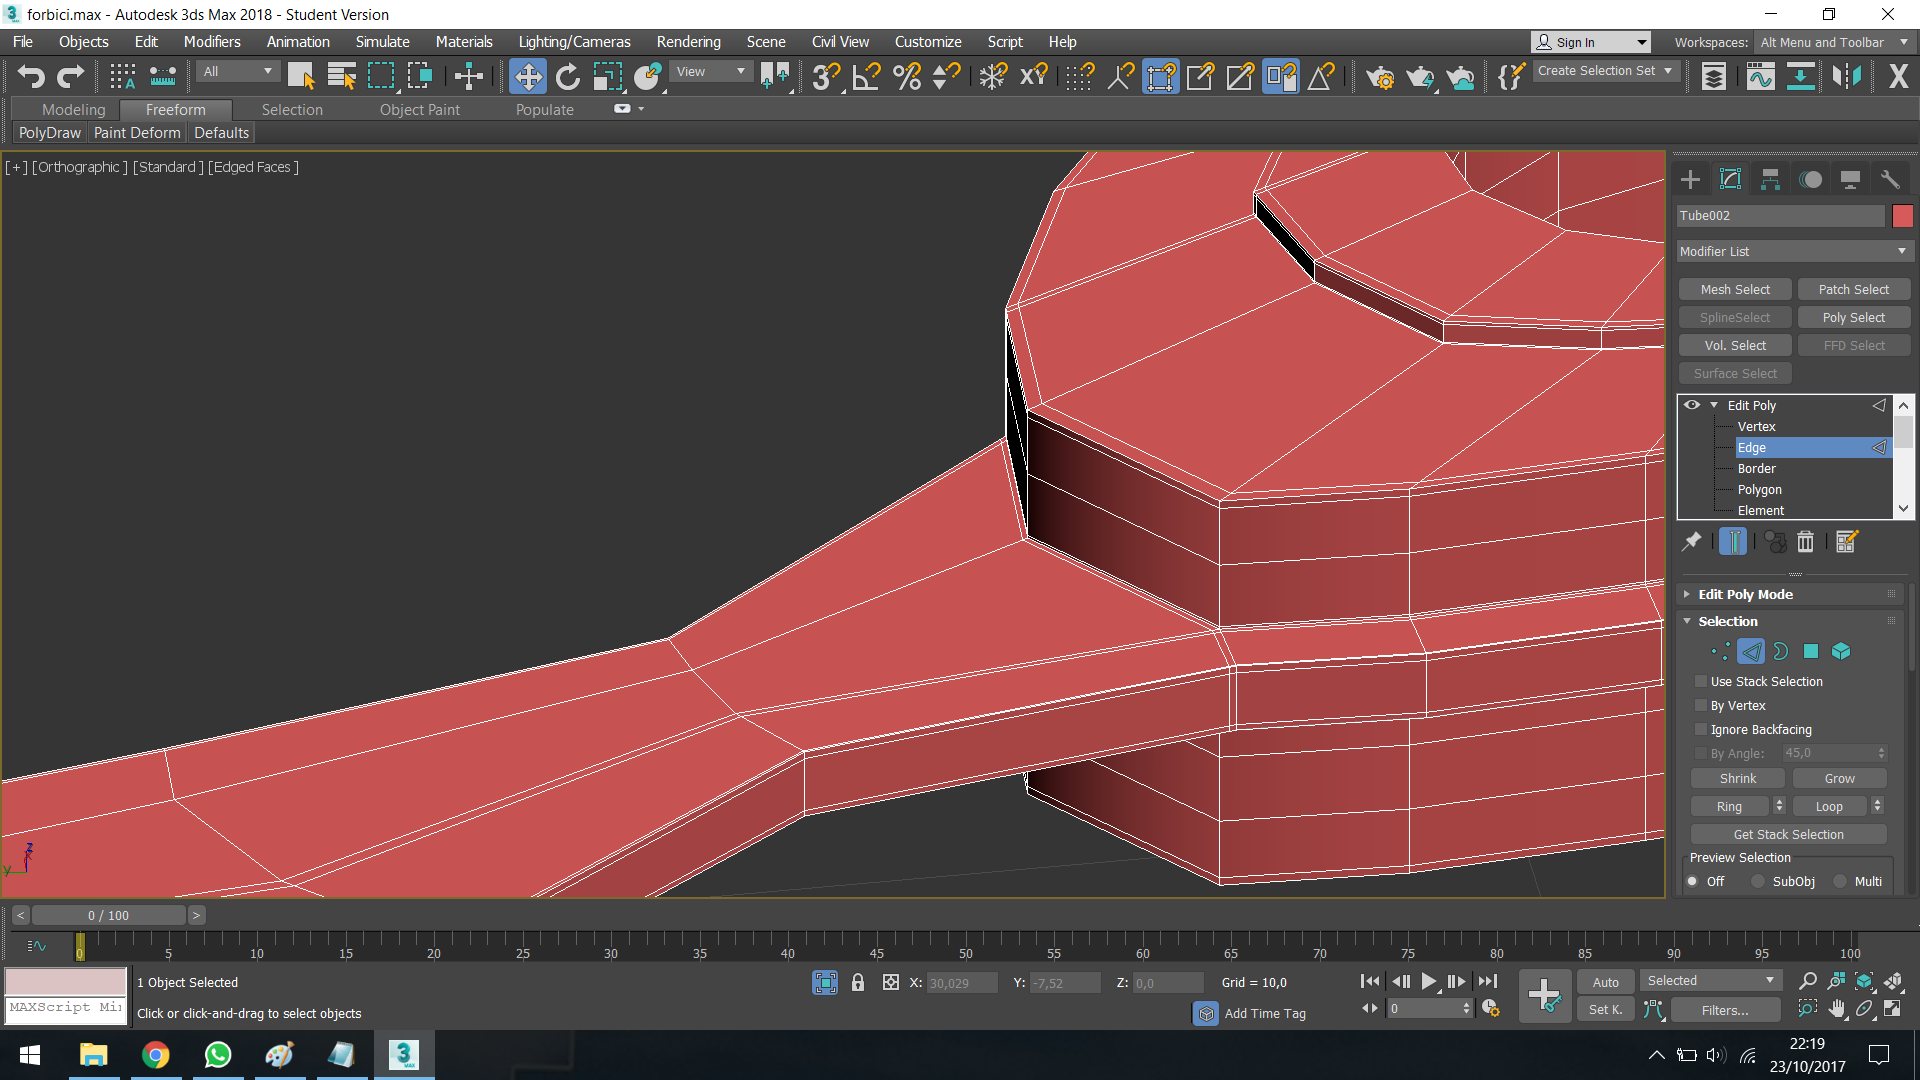 forbici.max - Autodesk 3ds Max 2018 - Student Version
File Objects Edit Modifiers Animation Simulate Materials Lighting/Cameras Rendering Scene Civil View Customize Script Help
Sign In
Workspaces: Alt Menu and Toolbar
All
View
Create Selection Set
Modeling Freeform Selection Object Paint Populate
PolyDraw Paint Deform Defaults
[+] [Orthographic ] [Standard ] [Edged Faces ]
Tube002
Modifier List
Mesh Select Patch Select
SplineSelect Poly Select
Vol. Select FFD Select
Surface Select
Edit Poly
Vertex
Edge
Border
Polygon
Element
Edit Poly Mode
Selection
Use Stack Selection
By Vertex
Ignore Backfacing
By Angle: 45,0
Shrink Grow
Ring Loop
Get Stack Selection
Preview Selection
Off SubObj Multi
z
x
y
< 0 / 100 >
0 5 10 15 20 25 30 35 40 45 50 55 60 65 70 75 80 85 90 95 100
1 Object Selected
X: 30,029 Y: -7,52 Z: 0,0 Grid = 10,0
Auto Selected
MAXScript Mi
Click or click-and-drag to select objects
Add Time Tag
0
Set K. Filters...
3
MAX
22:19
23/10/2017